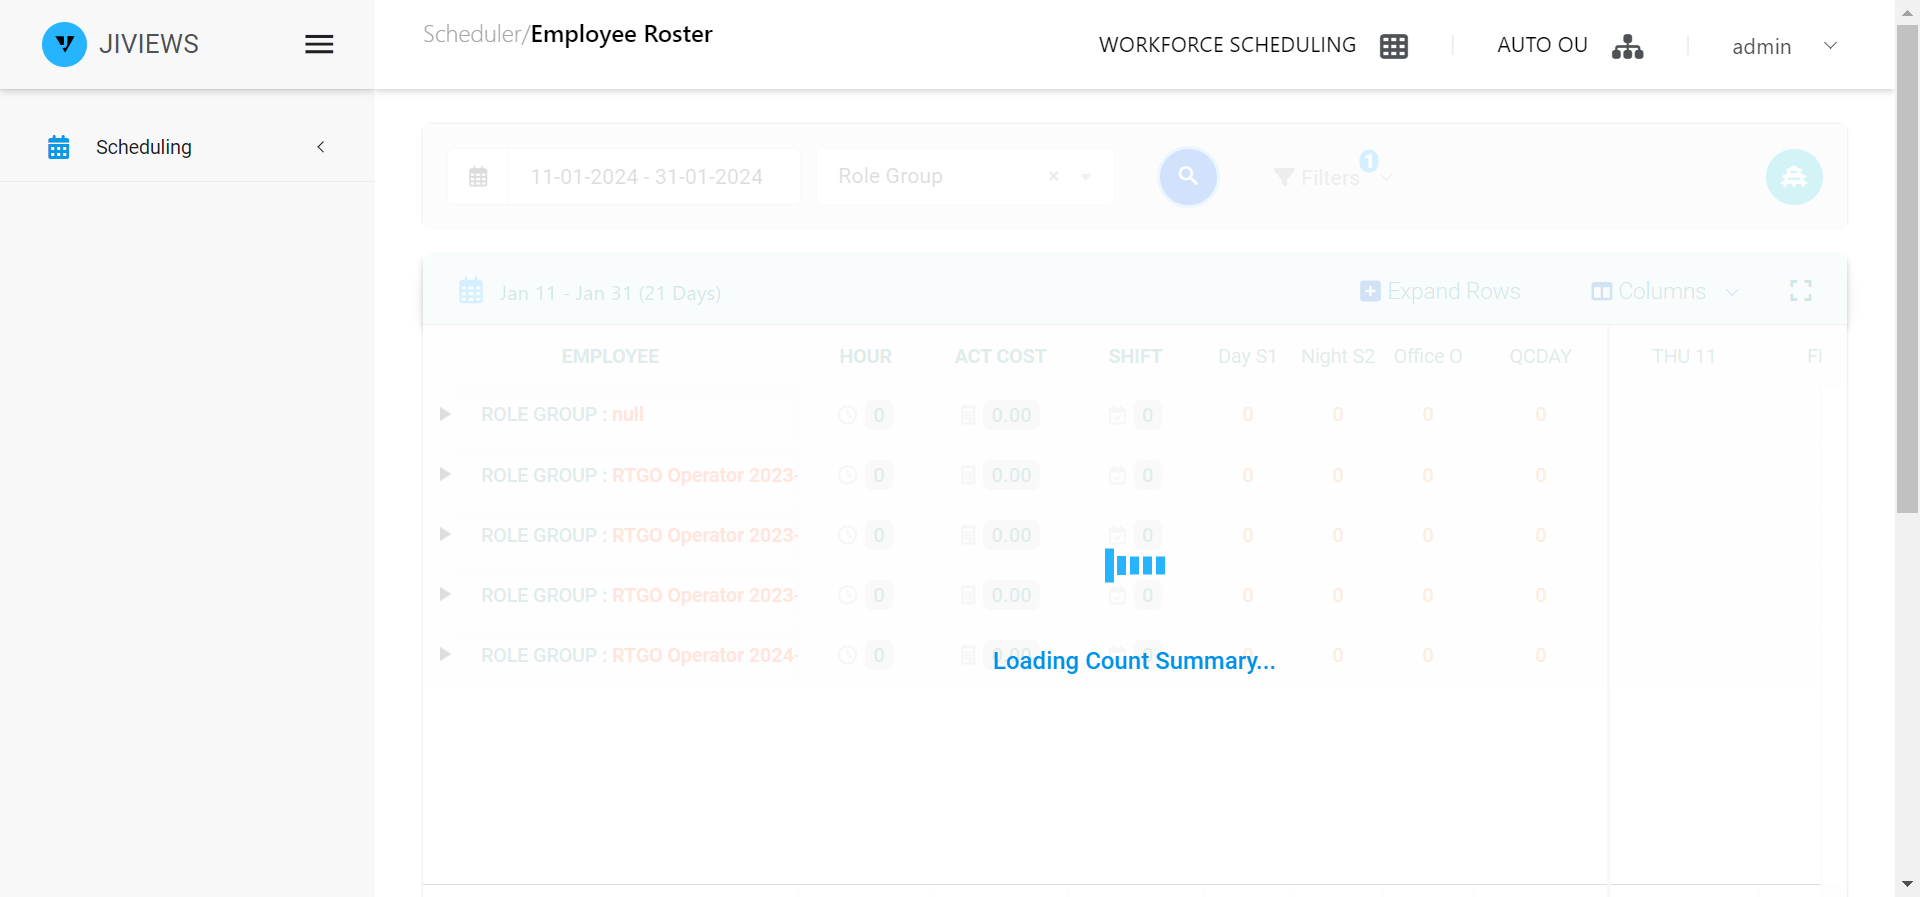 JIVIEWS
Scheduler/Employee Roster
WORKFORCE SCHEDULING
AUTO OU
admin
Scheduling
11-01-2024 - 31-01-2024
Role Group
×
Filters
1
Jan 11 - Jan 31 (21 Days)
Expand Rows
Columns
EMPLOYEE HOUR ACT COST SHIFT Day S1 Night S2 Office O QCDAY THU 11
ROLE GROUP : null 0 0.00 0 0 0 0 0
ROLE GROUP : RTGO Operator 2023- 0 0.00 0 0 0 0 0
ROLE GROUP : RTGO Operator 2023- 0 0.00 0 0 0 0 0
ROLE GROUP : RTGO Operator 2023- 0 0.00 0 0 0 0 0
ROLE GROUP : RTGO Operator 2024- 0 0.00 0 0 0 0 0
Loading Count Summary...